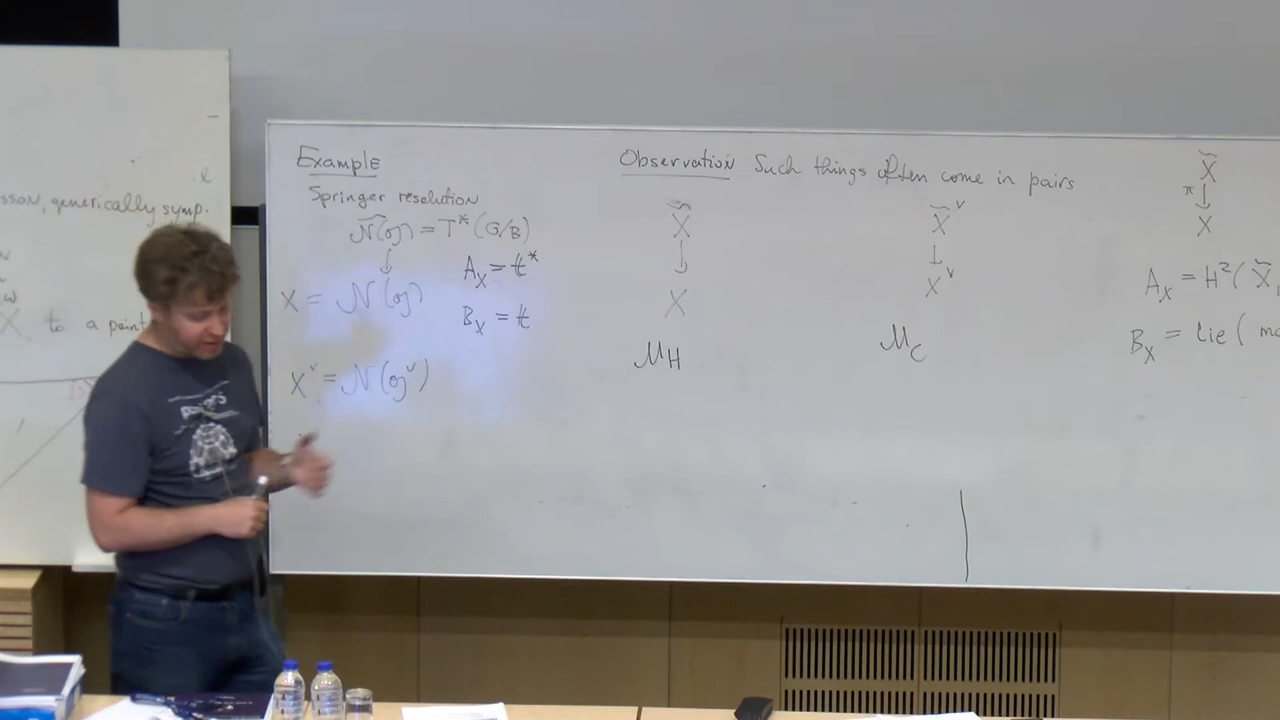 sson, generically symp.
to a point
Example
Springer resolution
Ñ(g) = T*(G/B)
↓
X = N(g)
A_X = t*
B_X = t
X^∨ = N(g^∨)
Observation Such things often come in pairs
X̃ X̃^∨
↓ ↓
X X^∨
M_H M_C
X̃
π ↓
X
A_X = H²(X̃,
B_X = Lie(